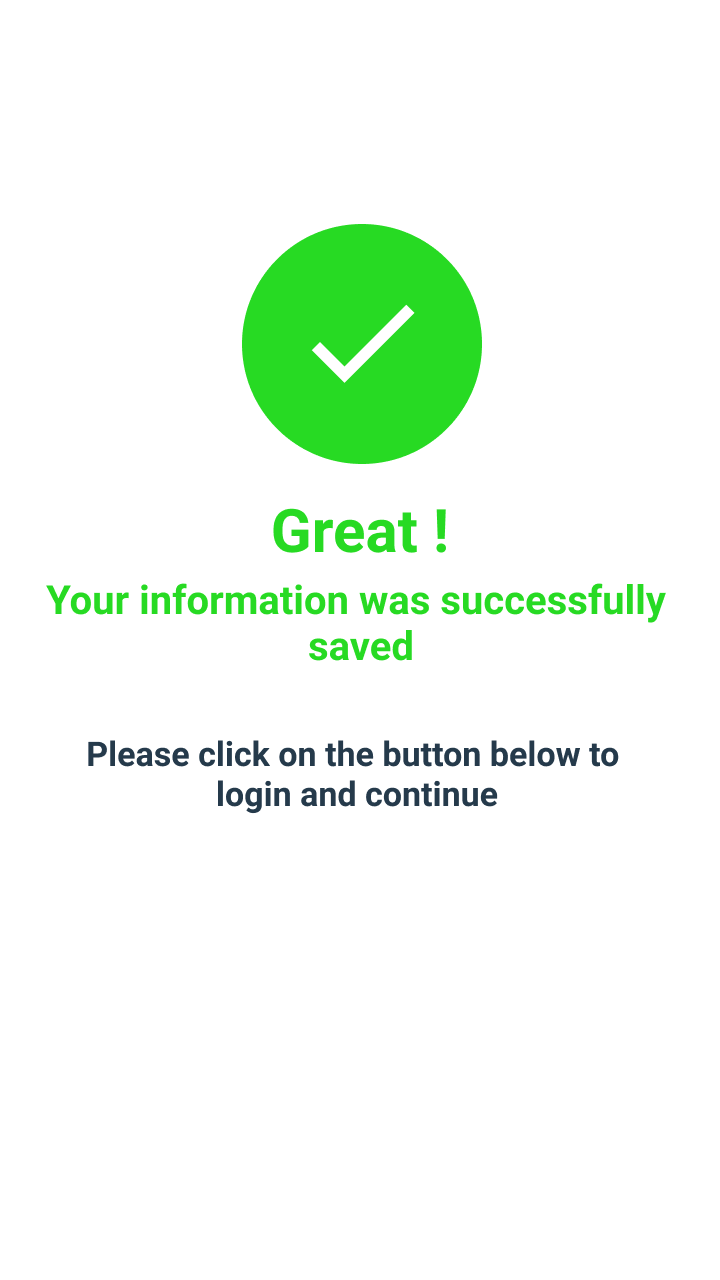 Great !
Your information was successfully
saved
Please click on the button below to
login and continue